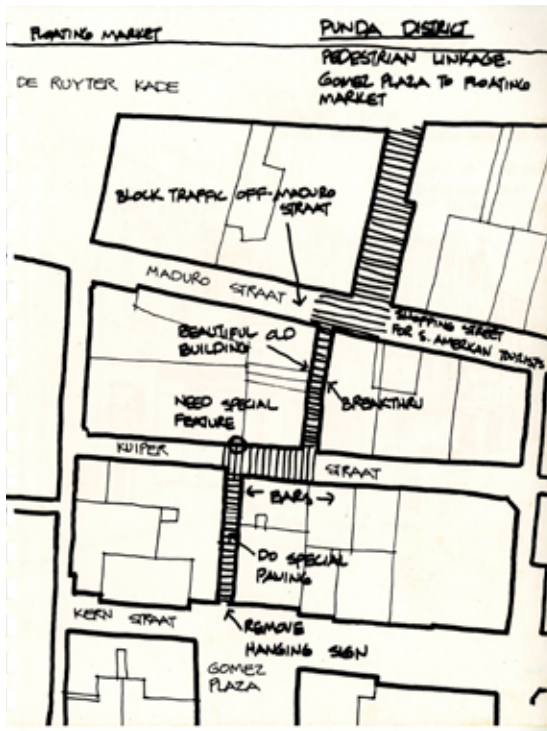 FLOATING MARKET
PUNDA DISTRICT
PEDESTRIAN LINKAGE.
GOMEZ PLAZA TO FLOATING
MARKET
DE RUYTER KADE
BLOCK TRAFFIC OFF MADURO
STRAAT
MADURO STRAAT
SHOPPING STREET
FOR S. AMERICAN TOURISTS
BEAUTIFUL OLD
BUILDING
BREAKTHRU
NEED SPECIAL
FEATURE
KUIPER STRAAT
← BARS →
DO SPECIAL
PAVING
KERN STRAAT
REMOVE
HANGING SIGN
GOMEZ
PLAZA